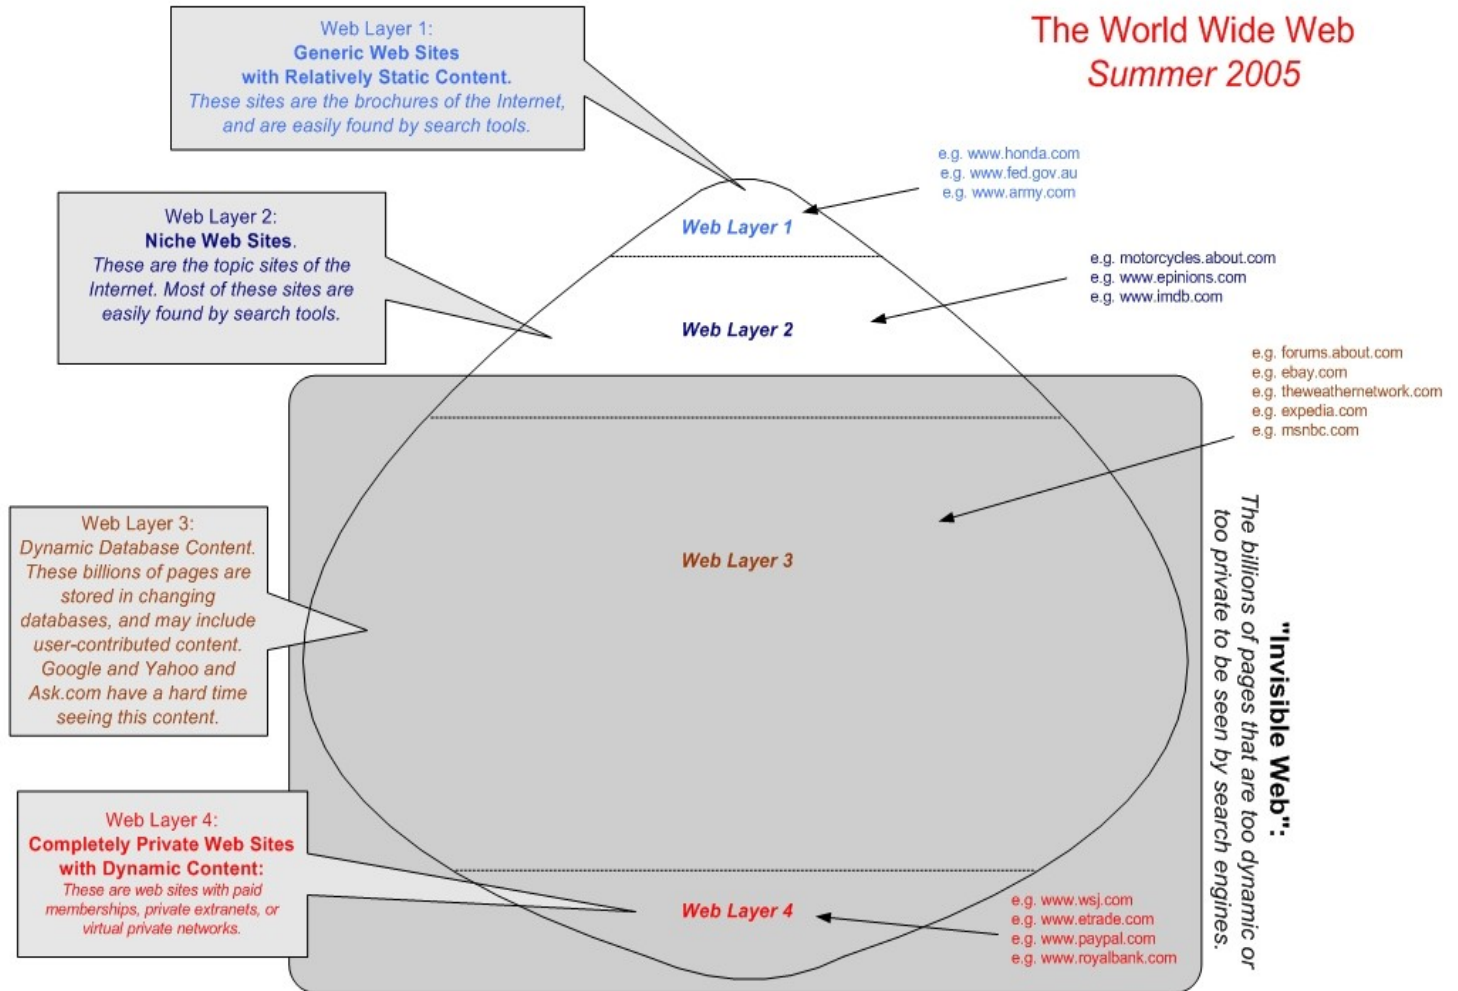 The World Wide Web
Summer 2005
Web Layer 1:
Generic Web Sites
with Relatively Static Content.
These sites are the brochures of the Internet,
and are easily found by search tools.
e.g. www.honda.com
e.g. www.fed.gov.au
e.g. www.army.com
Web Layer 1
Web Layer 2:
Niche Web Sites.
These are the topic sites of the
Internet. Most of these sites are
easily found by search tools.
e.g. motorcycles.about.com
e.g. www.epinions.com
e.g. www.imdb.com
Web Layer 2
e.g. forums.about.com
e.g. ebay.com
e.g. theweathernetwork.com
e.g. expedia.com
e.g. msnbc.com
Web Layer 3:
Dynamic Database Content.
These billions of pages are
stored in changing
databases, and may include
user-contributed content.
Google and Yahoo and
Ask.com have a hard time
seeing this content.
Web Layer 3
"Invisible Web":
The billions of pages that are too dynamic or
too private to be seen by search engines.
Web Layer 4:
Completely Private Web Sites
with Dynamic Content:
These are web sites with paid
memberships, private extranets, or
virtual private networks.
Web Layer 4
e.g. www.wsj.com
e.g. www.etrade.com
e.g. www.paypal.com
e.g. www.royalbank.com